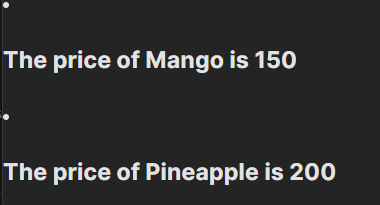 The price of Mango is 150
The price of Pineapple is 200